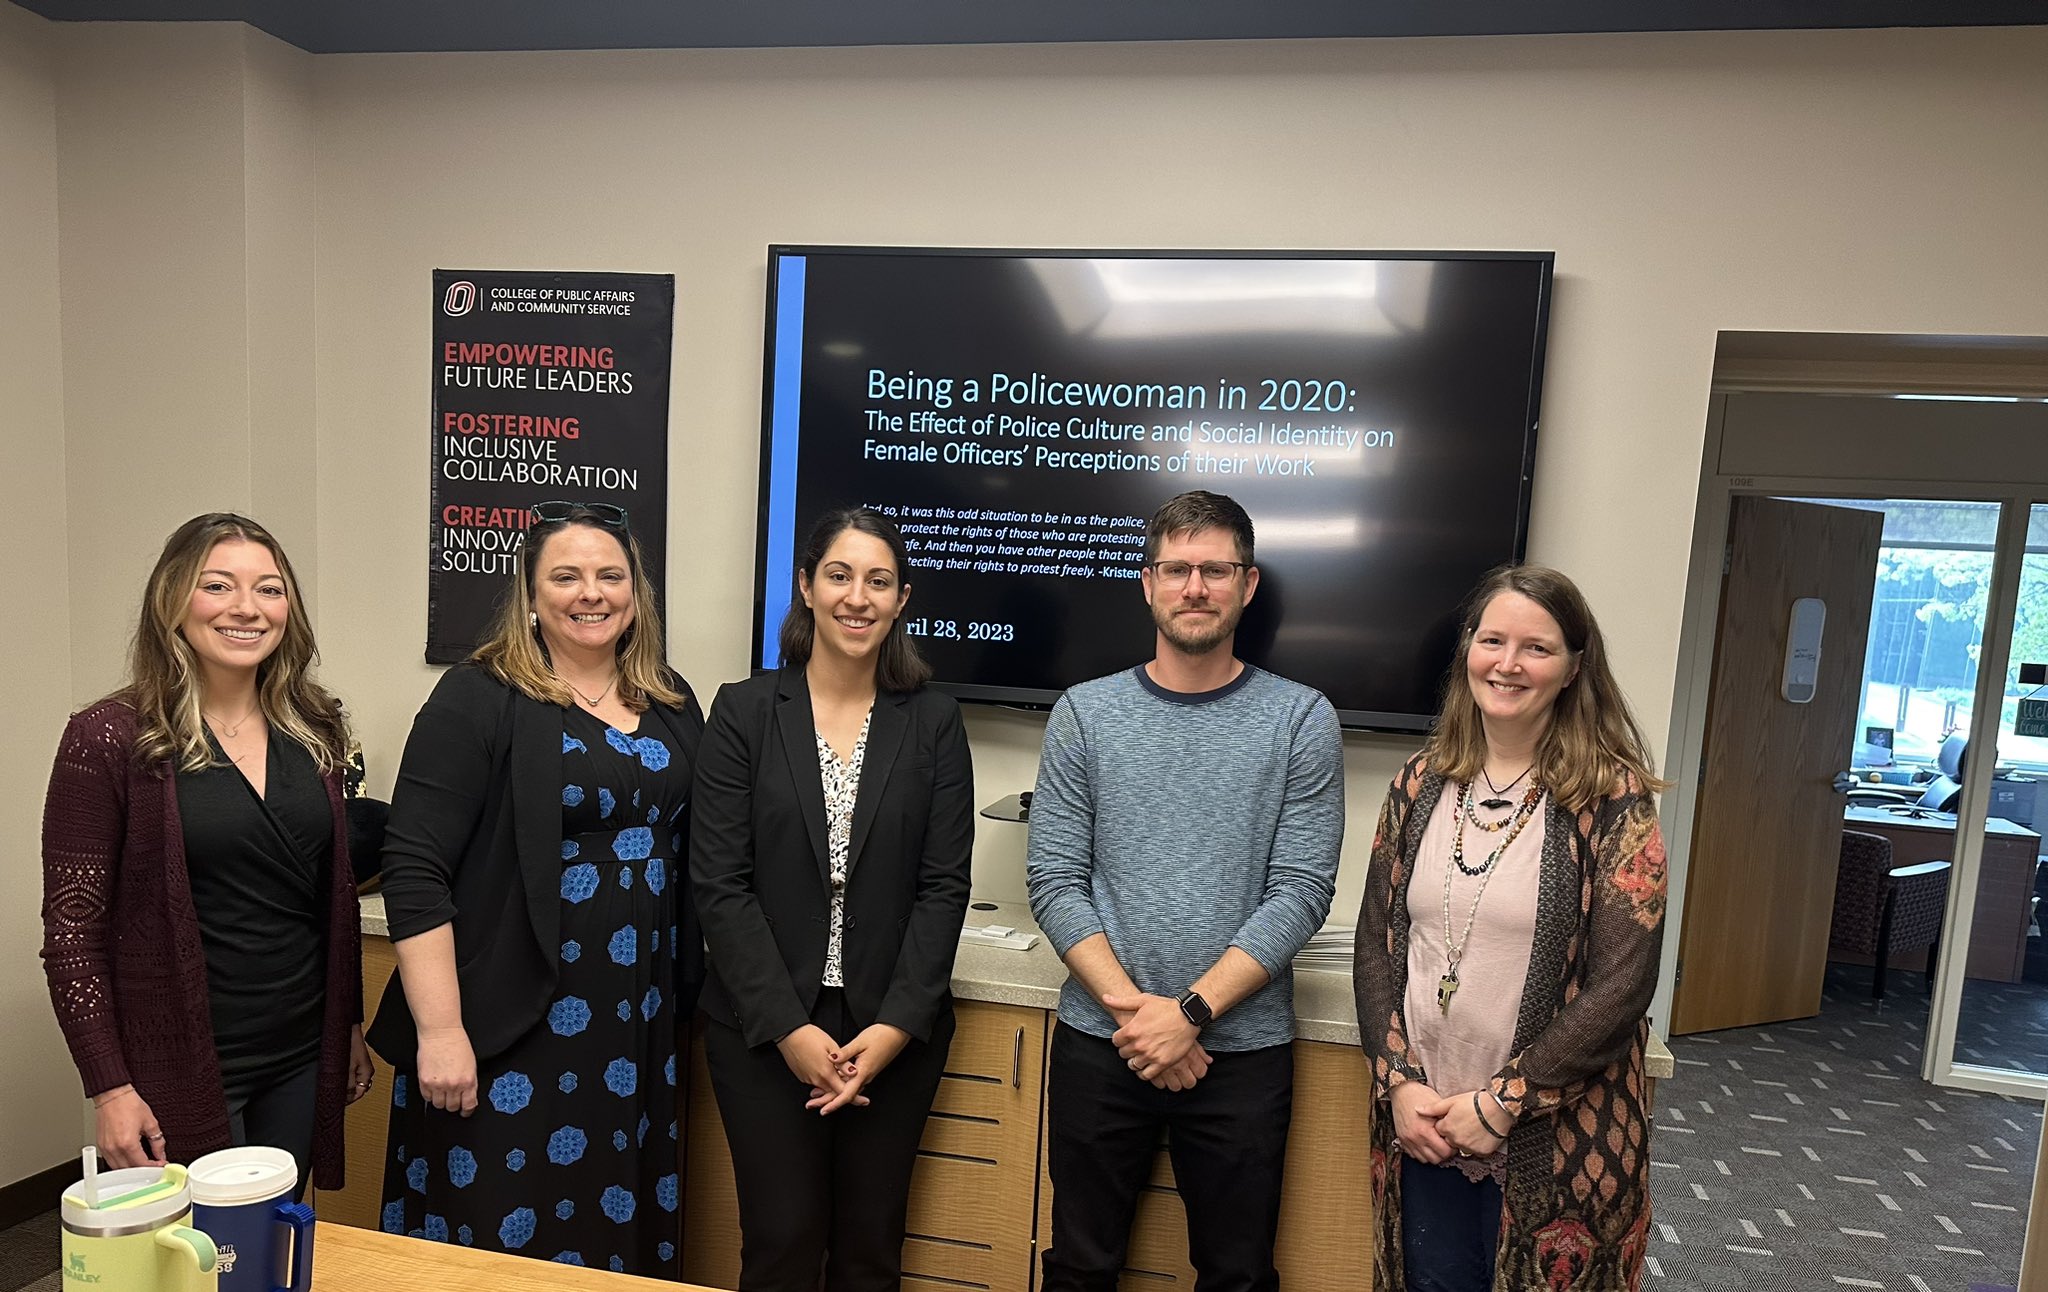 COLLEGE OF PUBLIC AFFAIRS
AND COMMUNITY SERVICE
EMPOWERING
FUTURE LEADERS
FOSTERING
INCLUSIVE
COLLABORATION
Being a Policewoman in 2020:
The Effect of Police Culture and Social Identity on
Female Officers' Perceptions of their Work
And so, it was this odd situation to be in as the police,
protect the rights of those who are protesting
And then you have other people that are
their rights to protest freely. -Kristen
28, 2023
109E
STANLEY